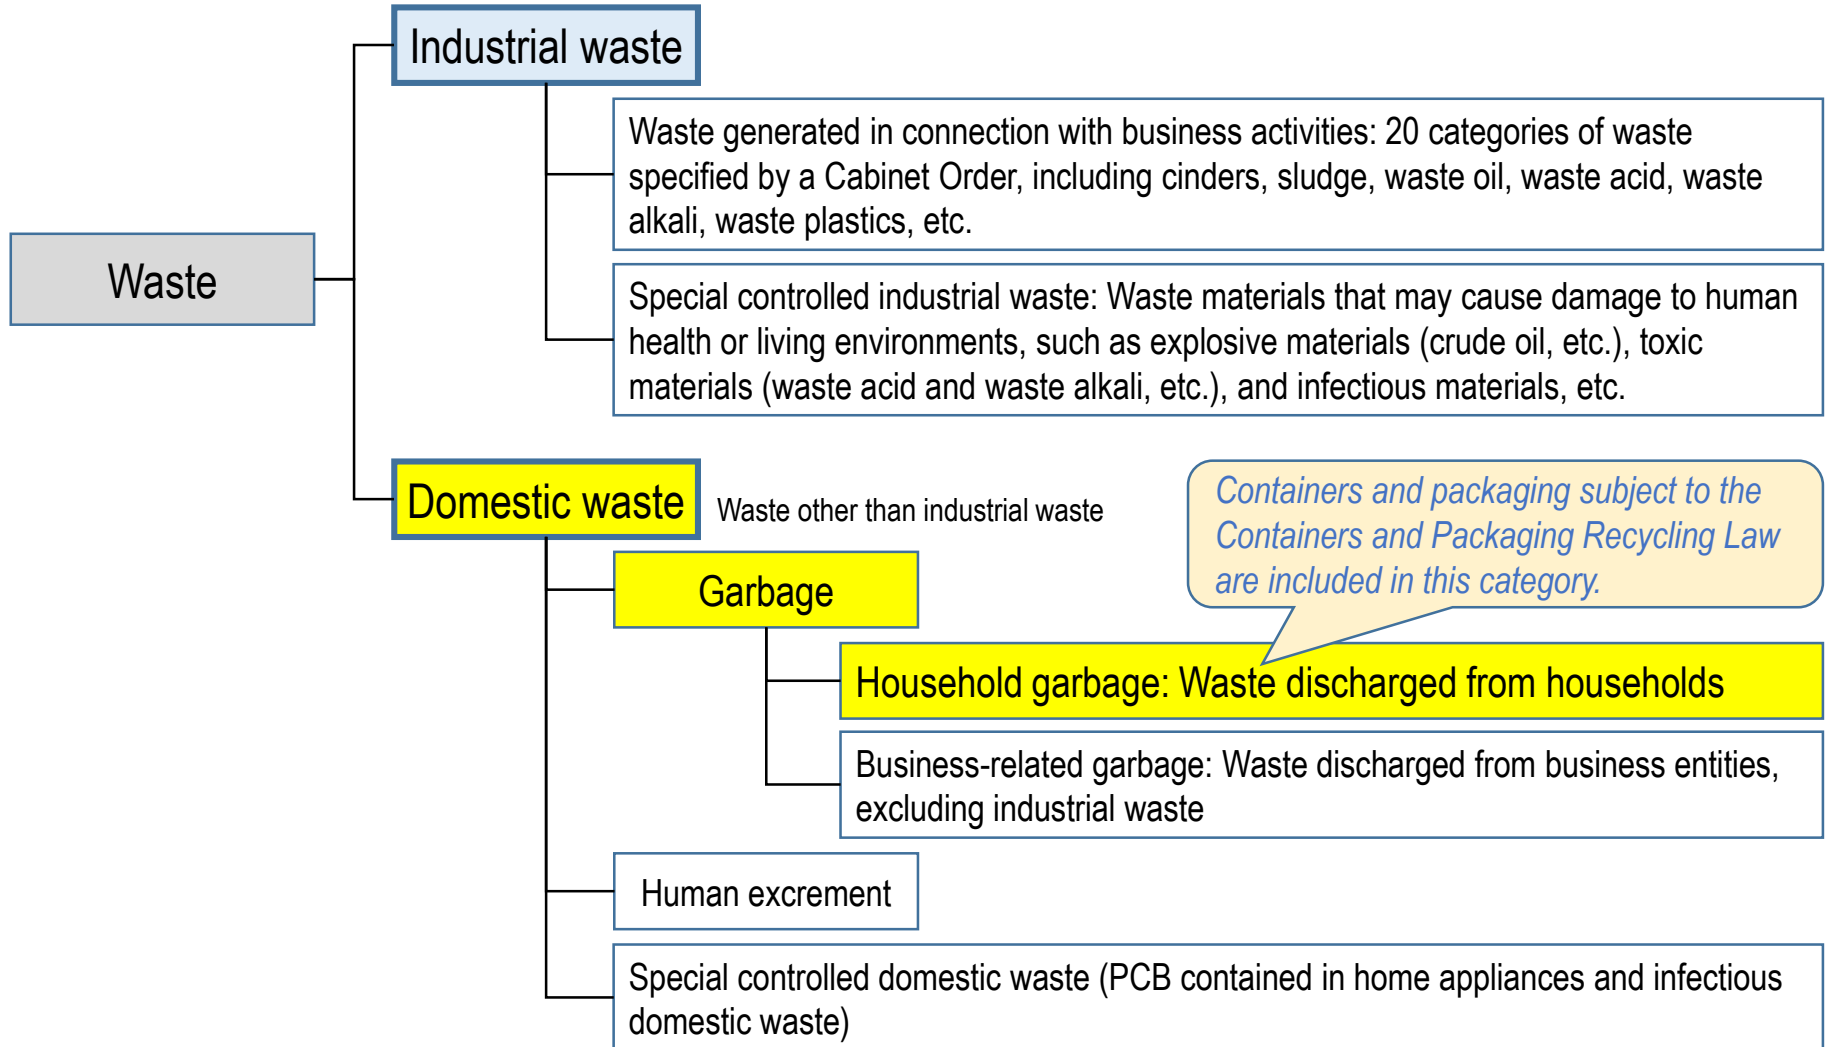 Industrial waste
Waste generated in connection with business activities: 20 categories of waste
specified by a Cabinet Order, including cinders, sludge, waste oil, waste acid, waste
alkali, waste plastics, etc.
Waste
Special controlled industrial waste: Waste materials that may cause damage to human
health or living environments, such as explosive materials (crude oil, etc.), toxic
materials (waste acid and waste alkali, etc.), and infectious materials, etc.
Domestic waste
Waste other than industrial waste
Containers and packaging subject to the
Containers and Packaging Recycling Law
are included in this category.
Garbage
Household garbage: Waste discharged from households
Business-related garbage: Waste discharged from business entities,
excluding industrial waste
Human excrement
Special controlled domestic waste (PCB contained in home appliances and infectious
domestic waste)